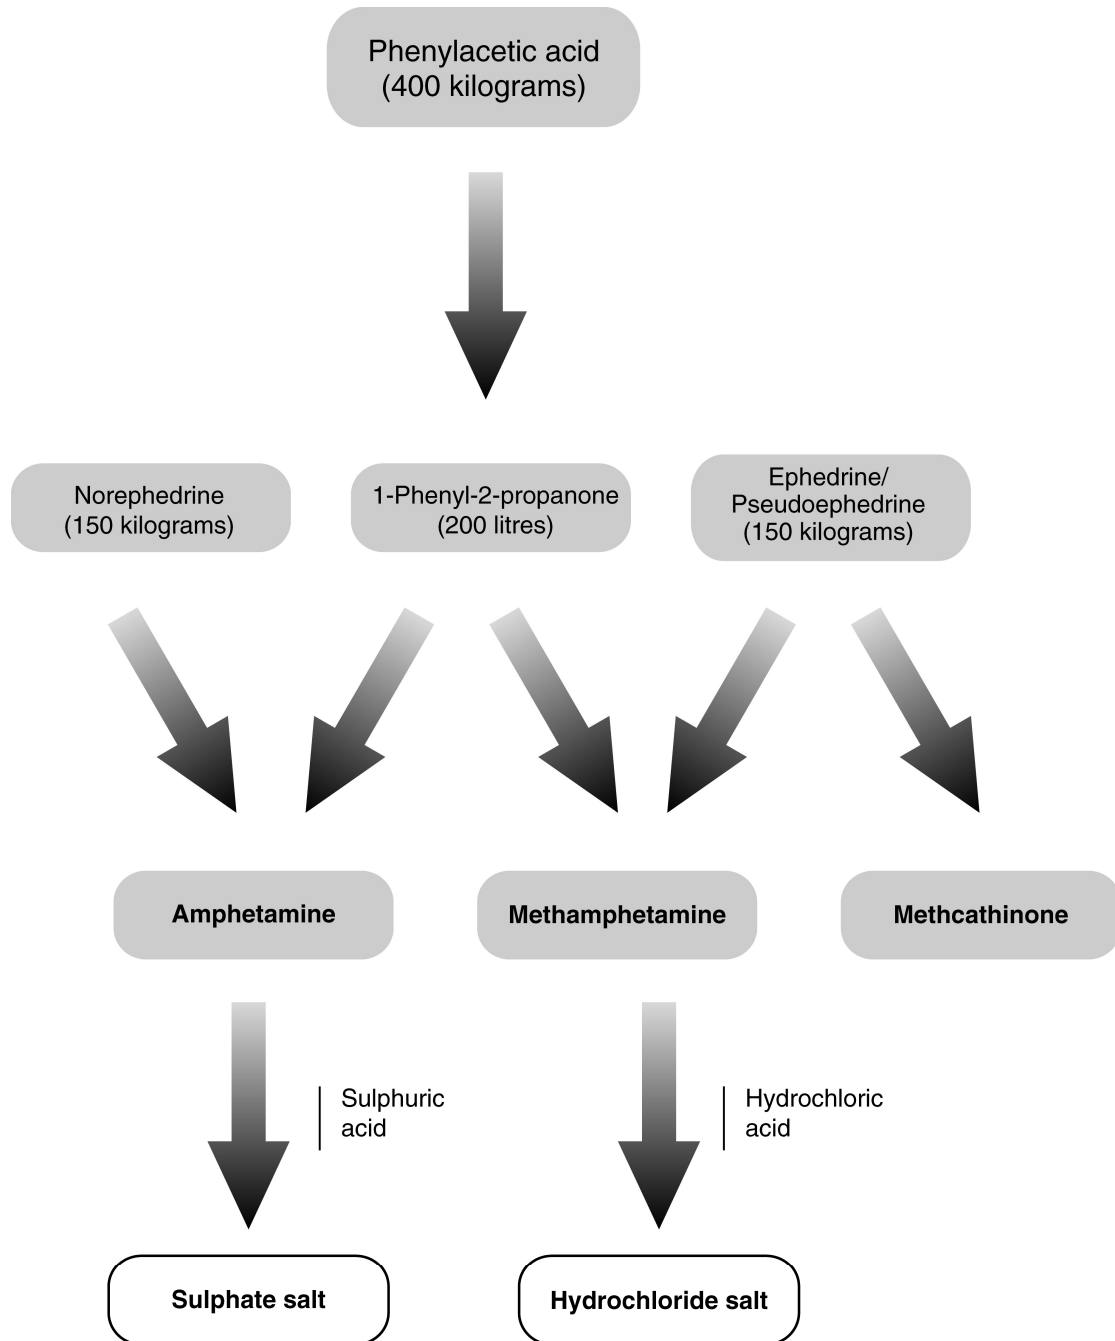 Phenylacetic acid
(400 kilograms)
Norephedrine
(150 kilograms)
1-Phenyl-2-propanone
(200 litres)
Ephedrine/
Pseudoephedrine
(150 kilograms)
Amphetamine
Methamphetamine
Methcathinone
Sulphuric
acid
Hydrochloric
acid
Sulphate salt
Hydrochloride salt